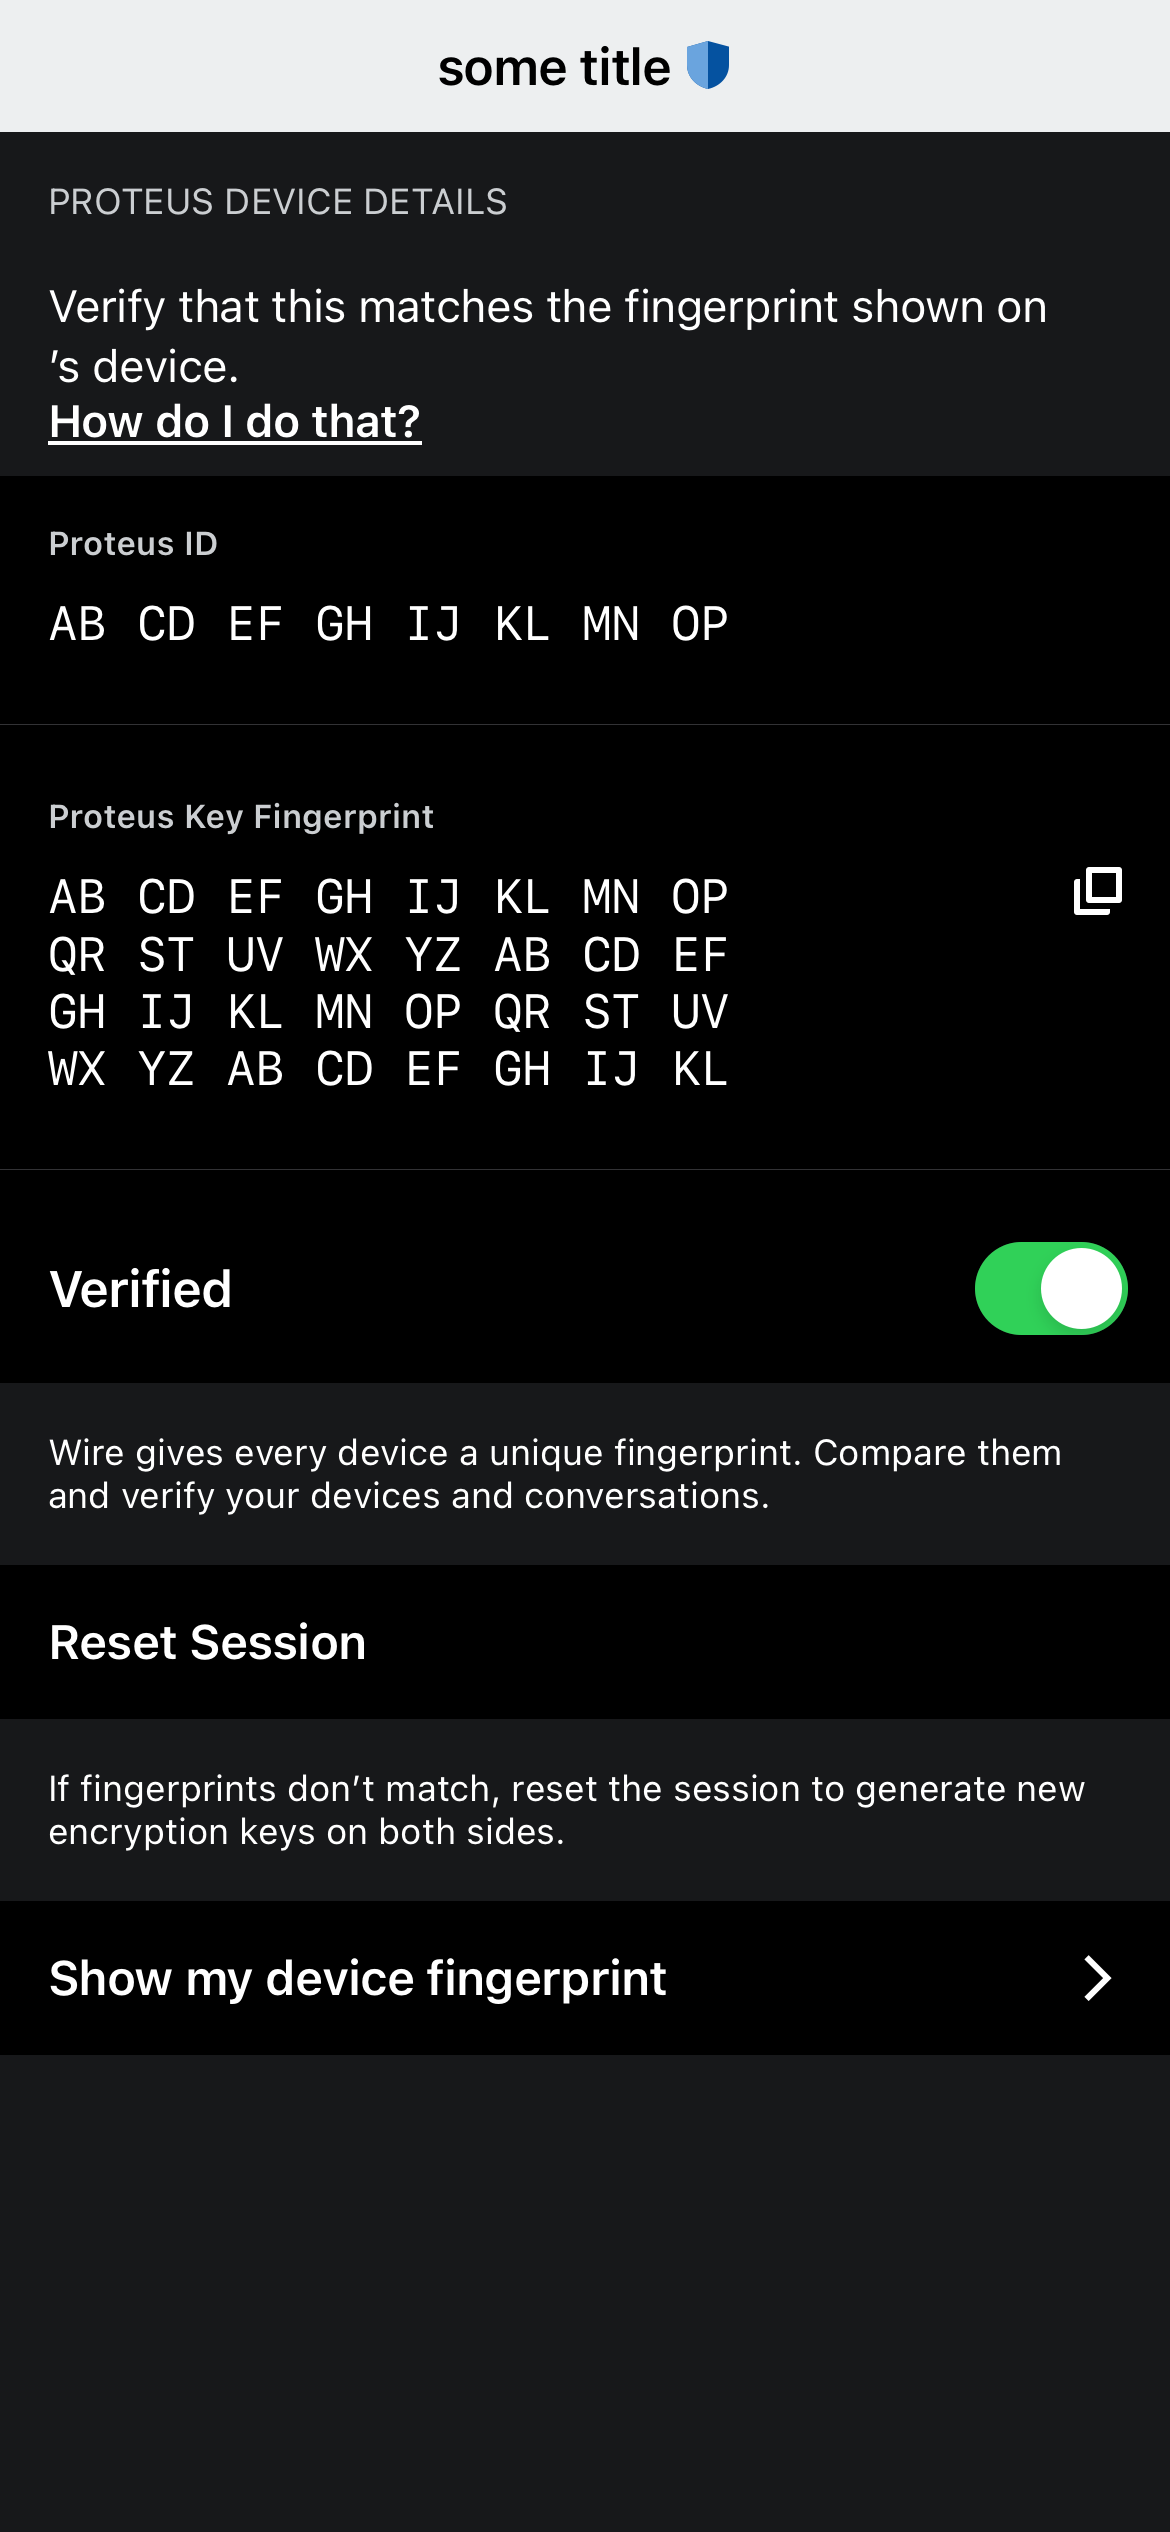 some title
PROTEUS DEVICE DETAILS
Verify that this matches the fingerprint shown on
’s device.
How do I do that?
Proteus ID
AB CD EF GH IJ KL MN OP
Proteus Key Fingerprint
AB CD EF GH IJ KL MN OP
QR ST UV WX YZ AB CD EF
GH IJ KL MN OP QR ST UV
WX YZ AB CD EF GH IJ KL
Verified
Wire gives every device a unique fingerprint. Compare them
and verify your devices and conversations.
Reset Session
If fingerprints don’t match, reset the session to generate new
encryption keys on both sides.
Show my device fingerprint